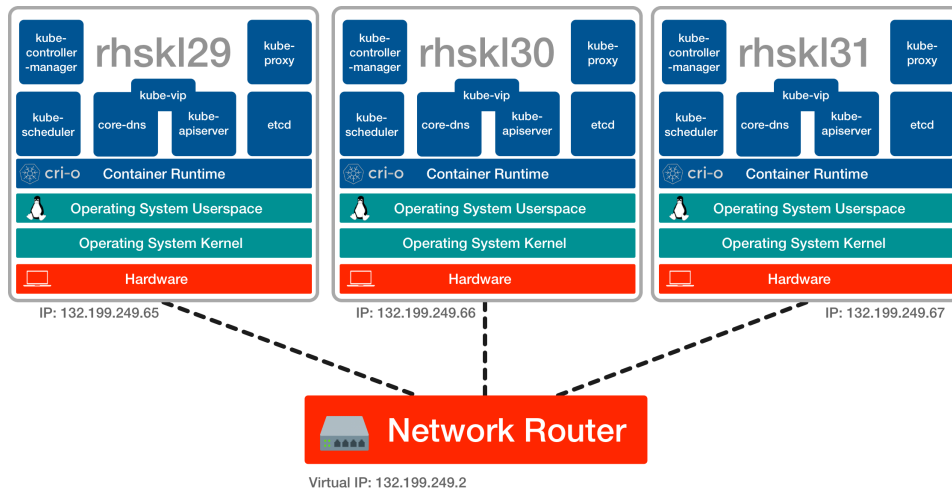 kube-
controller
-manager
rhskl29
kube-
proxy
kube-vip
kube-
scheduler
core-dns
kube-
apiserver
etcd
cri-o
Container Runtime
Operating System Userspace
Operating System Kernel
Hardware
IP: 132.199.249.65
kube-
controller
-manager
rhskl30
kube-
proxy
kube-vip
kube-
scheduler
core-dns
kube-
apiserver
etcd
cri-o
Container Runtime
Operating System Userspace
Operating System Kernel
Hardware
IP: 132.199.249.66
kube-
controller
-manager
rhskl31
kube-
proxy
kube-vip
kube-
scheduler
core-dns
kube-
apiserver
etcd
cri-o
Container Runtime
Operating System Userspace
Operating System Kernel
Hardware
IP: 132.199.249.67
Network Router
Virtual IP: 132.199.249.2